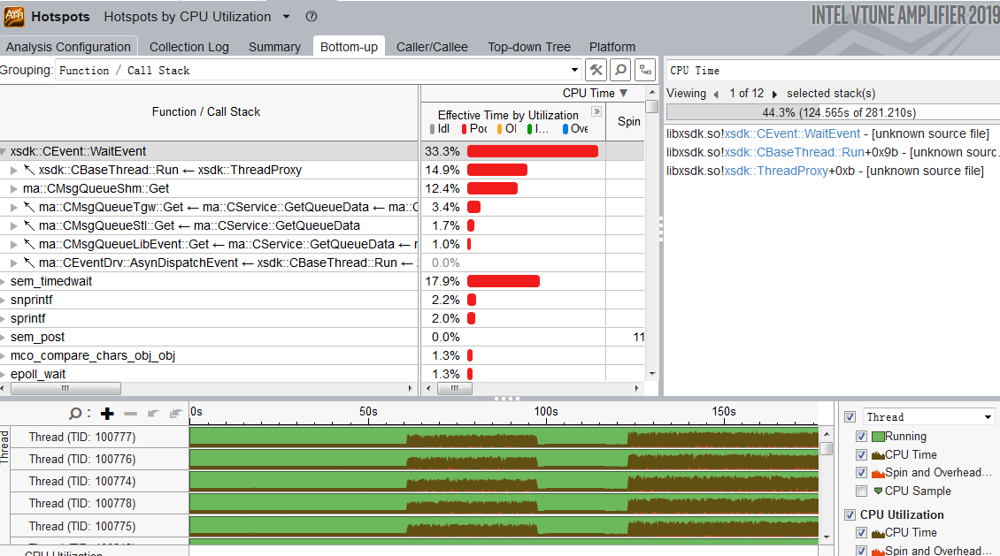 Am Hotspots Hotspots by CPU Utilization
INTEL VTUNE AMPLIFIER 2019
Analysis Configuration Collection Log Summary Bottom-up Caller/Callee Top-down Tree Platform
Grouping: Function / Call Stack
Function / Call Stack
CPU Time
Effective Time by Utilization
Idl Poc Ol I... Ove
Spin
xsdk::CEvent::WaitEvent 33.3%
xsdk::CBaseThread::Run ← xsdk::ThreadProxy 14.9%
ma::CMsgQueueShm::Get 12.4%
ma::CMsgQueueTgw::Get ← ma::CService::GetQueueData ← ma::C 3.4%
ma::CMsgQueueStl::Get ← ma::CService::GetQueueData 1.7%
ma::CMsgQueueLibEvent::Get ← ma::CService::GetQueueData ← 1.0%
ma::CEventDrv::AsynDispatchEvent ← xsdk::CBaseThread::Run ← 0.0%
sem_timedwait 17.9%
snprintf 2.2%
sprintf 2.0%
sem_post 0.0% 11
mco_compare_chars_obj_obj 1.3%
epoll_wait 1.3%
CPU Time
Viewing 1 of 12 selected stack(s)
44.3% (124.565s of 281.210s)
libxsdk.so!xsdk::CEvent::WaitEvent - [unknown source file]
libxsdk.so!xsdk::CBaseThread::Run+0x9b - [unknown sourc.
libxsdk.so!xsdk::ThreadProxy+0xb - [unknown source file]
0s 50s 100s 150s
Thread
Thread (TID: 100777)
Thread (TID: 100776)
Thread (TID: 100774)
Thread (TID: 100778)
Thread (TID: 100775)
CPU Utilization
Thread
Running
CPU Time
Spin and Overhead...
CPU Sample
CPU Utilization
CPU Time
Spin and Overhead...